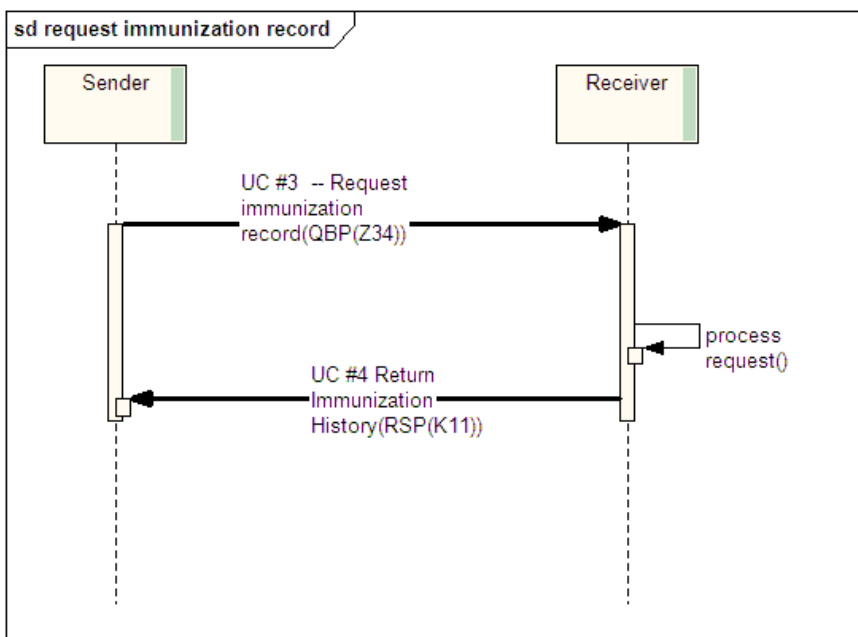 sd request immunization record
Sender
Receiver
UC #3 -- Request
immunization
record(QBP(Z34))
process
request()
UC #4 Return
Immunization
History(RSP(K11))